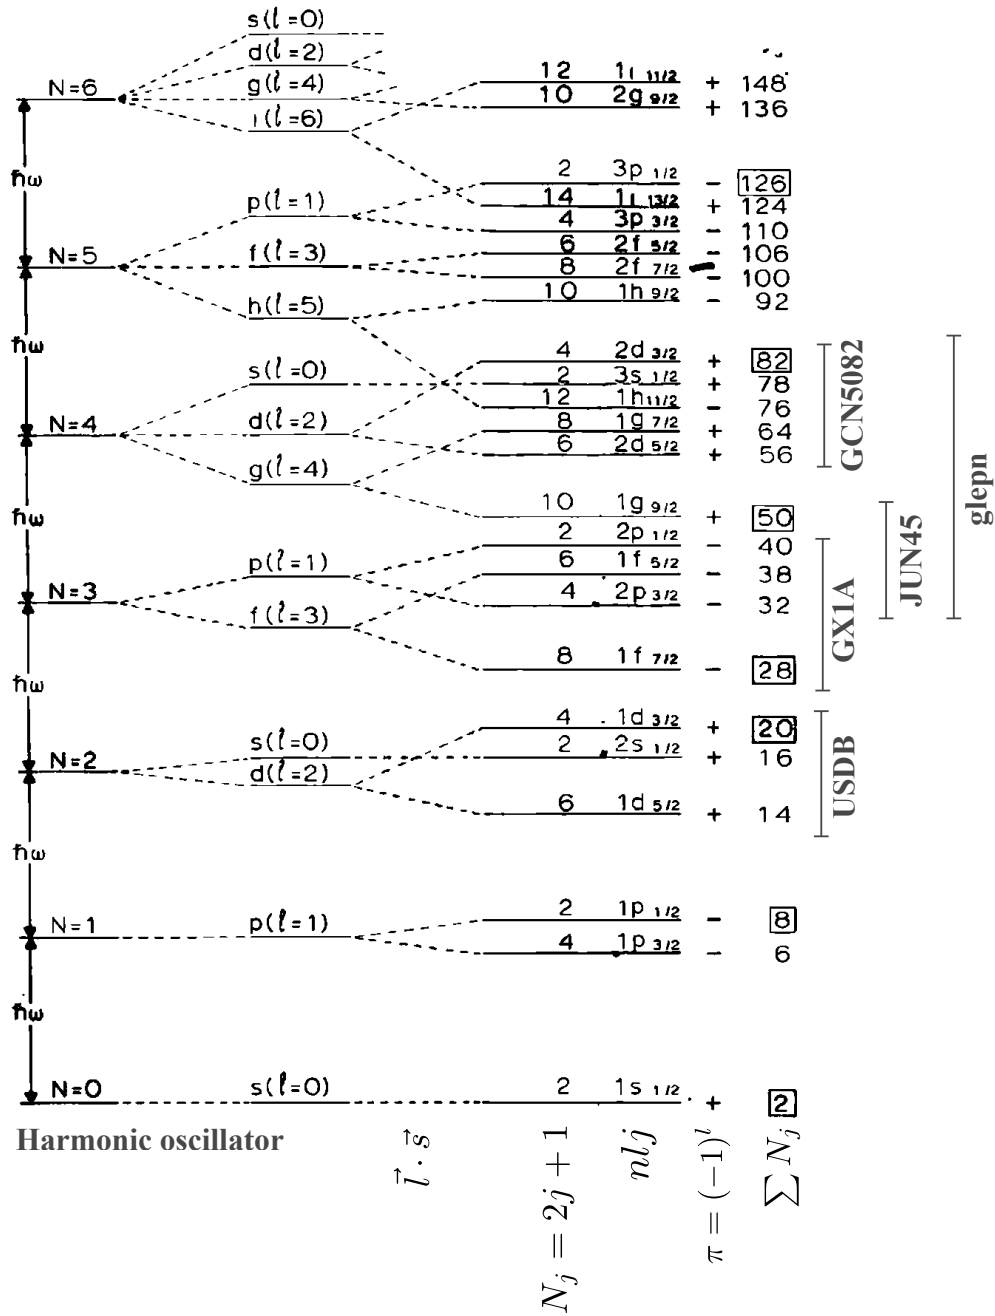 s(l=0)
d(l=2)
N=6 g(l=4) 12 1i 11/2 + 148
i(l=6) 10 2g 9/2 + 136
ħω
2 3p 1/2 − 126
p(l=1) 14 1i 13/2 + 124
4 3p 3/2 − 110
N=5 f(l=3) 6 2f 5/2 − 106
8 2f 7/2 − 100
h(l=5) 10 1h 9/2 − 92
ħω
4 2d 3/2 + 82
s(l=0) 2 3s 1/2 + 78
12 1h 11/2 − 76
N=4 d(l=2) 8 1g 7/2 + 64
6 2d 5/2 + 56
g(l=4)
GCN5082
glepn
ħω
10 1g 9/2 + 50
2 2p 1/2 − 40
p(l=1) 6 1f 5/2 − 38
N=3 4 2p 3/2 − 32
f(l=3)
8 1f 7/2 − 28
JUN45
GX1A
ħω
4 1d 3/2 + 20
s(l=0) 2 2s 1/2 + 16
N=2 d(l=2)
6 1d 5/2 + 14
USDB
ħω
2 1p 1/2 − 8
N=1 p(l=1)
4 1p 3/2 − 6
ħω
N=0 s(l=0) 2 1s 1/2 + 2
Harmonic oscillator
l⃗ · s⃗
N_j = 2j + 1
nlj
π = (−1)^l
∑ N_j